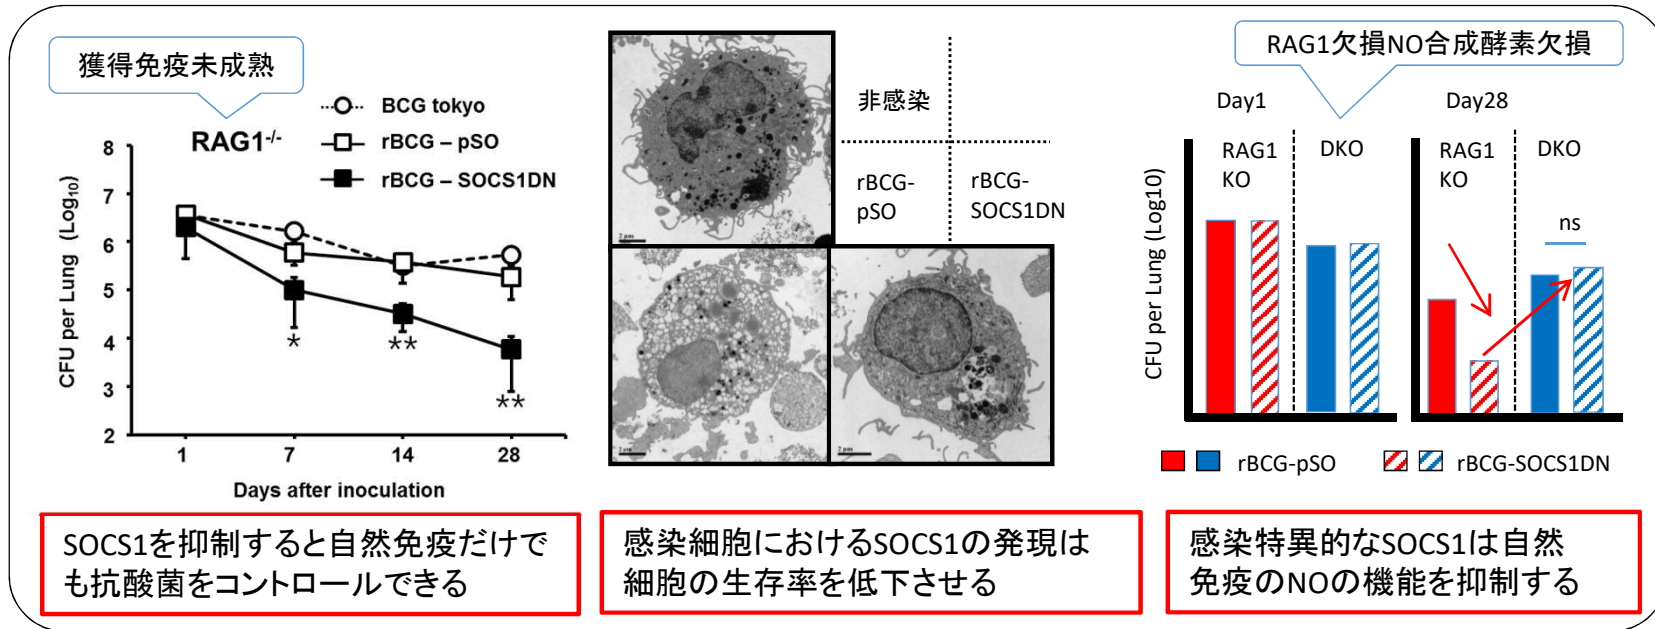 獲得免疫未成熟
RAG1-/-
BCG tokyo
rBCG – pSO
rBCG – SOCS1DN
CFU per Lung (Log10)
8
7
6
5
4
3
2
*
**
**
1 7 14 28
Days after inoculation
SOCS1を抑制すると自然免疫だけで
も抗酸菌をコントロールできる
非感染
rBCG-
pSO
rBCG-
SOCS1DN
2 μm
2 μm
2 μm
感染細胞におけるSOCS1の発現は
細胞の生存率を低下させる
RAG1欠損NO合成酵素欠損
Day1
Day28
RAG1
KO
DKO
RAG1
KO
DKO
ns
CFU per Lung (Log10)
rBCG-pSO
rBCG-SOCS1DN
感染特異的なSOCS1は自然
免疫のNOの機能を抑制する